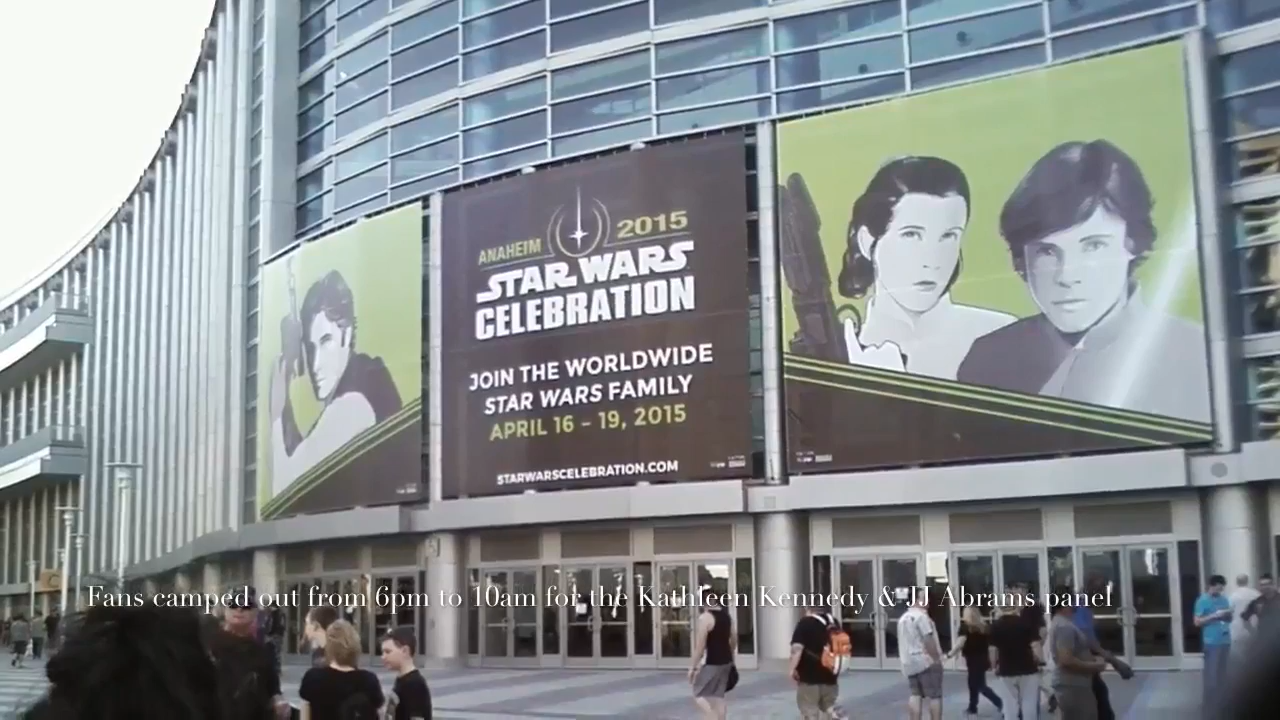 ANAHEIM 2015
STAR WARS
CELEBRATION
JOIN THE WORLDWIDE
STAR WARS FAMILY
APRIL 16 - 19, 2015
STARWARSCELEBRATION.COM
Fans camped out from 6pm to 10am for the Kathleen Kennedy & JJ Abrams panel